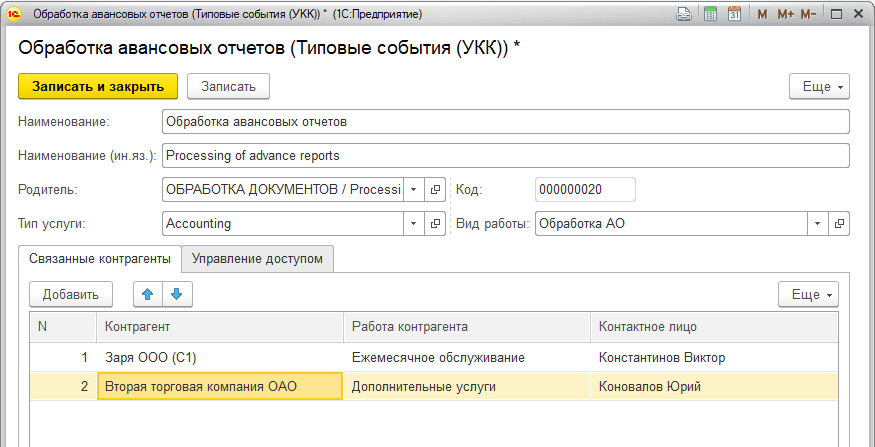 1С Обработка авансовых отчетов (Типовые события (УКК)) * (1С:Предприятие) 31 M M+ M-
Обработка авансовых отчетов (Типовые события (УКК)) *
Записать и закрыть Записать Еще
Наименование: Обработка авансовых отчетов
Наименование (ин.яз.): Processing of advance reports
Родитель: ОБРАБОТКА ДОКУМЕНТОВ / Processi Код: 000000020
Тип услуги: Accounting Вид работы: Обработка АО
Связанные контрагенты Управление доступом
Добавить Еще
N Контрагент Работа контрагента Контактное лицо
1 Заря ООО (С1) Ежемесячное обслуживание Константинов Виктор
2 Вторая торговая компания ОАО Дополнительные услуги Коновалов Юрий